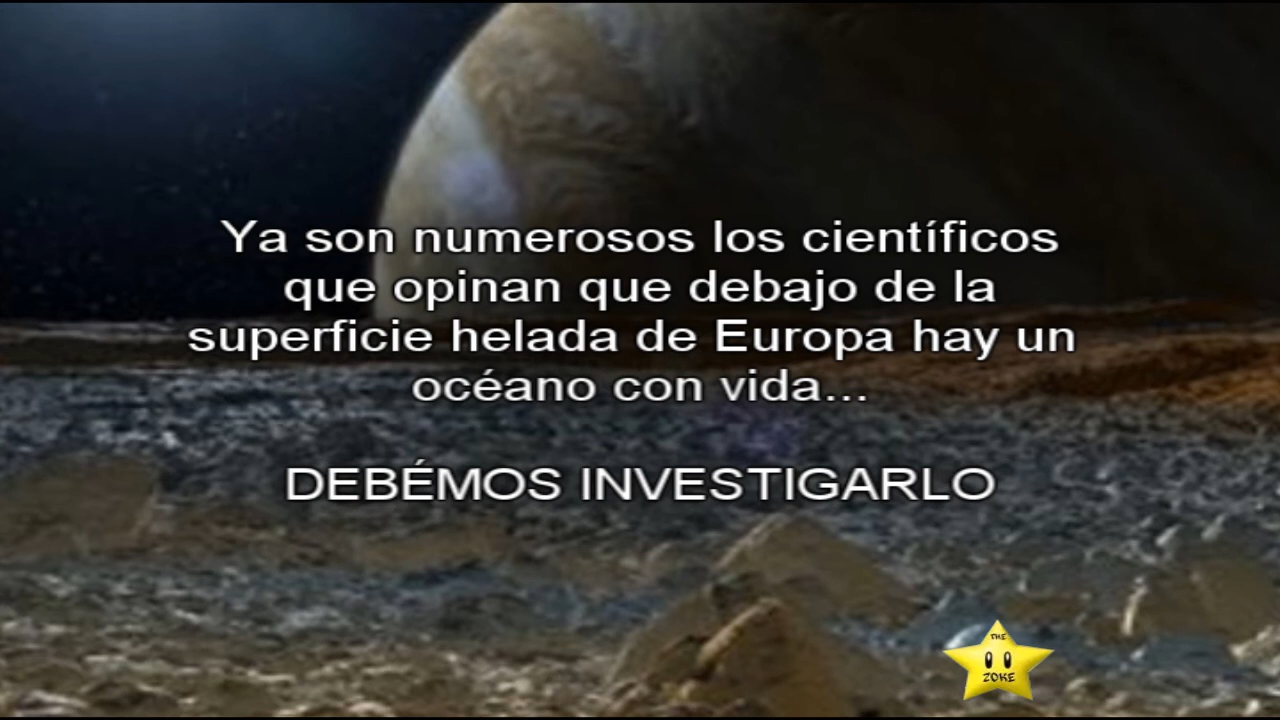 Ya son numerosos los científicos
que opinan que debajo de la
superficie helada de Europa hay un
océano con vida...
DEBÉMOS INVESTIGARLO
THE
ZOKE